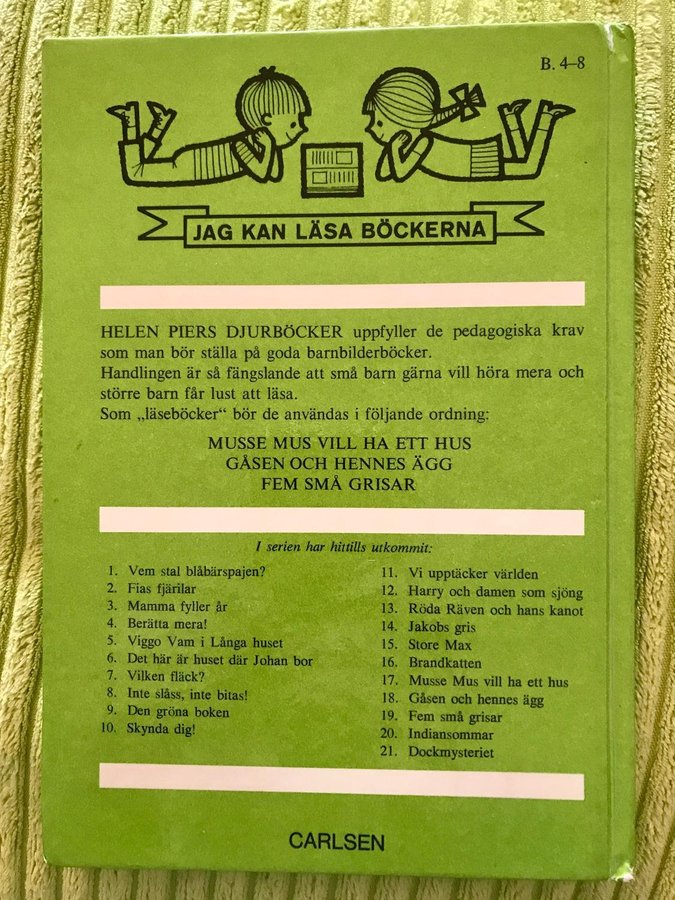 B. 4–8
JAG KAN LÄSA BÖCKERNA
HELEN PIERS DJURBÖCKER uppfyller de pedagogiska krav
som man bör ställa på goda barnbilderböcker.
Handlingen är så fängslande att små barn gärna vill höra mera och
större barn får lust att läsa.
Som „läseböcker“ bör de användas i följande ordning:
MUSSE MUS VILL HA ETT HUS
GÅSEN OCH HENNES ÄGG
FEM SMÅ GRISAR
I serien har hittills utkommit:
1. Vem stal blåbärspajen?
2. Fias fjärilar
3. Mamma fyller år
4. Berätta mera!
5. Viggo Vam i Långa huset
6. Det här är huset där Johan bor
7. Vilken fläck?
8. Inte slåss, inte bitas!
9. Den gröna boken
10. Skynda dig!
11. Vi upptäcker världen
12. Harry och damen som sjöng
13. Röda Räven och hans kanot
14. Jakobs gris
15. Store Max
16. Brandkatten
17. Musse Mus vill ha ett hus
18. Gåsen och hennes ägg
19. Fem små grisar
20. Indiansommar
21. Dockmysteriet
CARLSEN